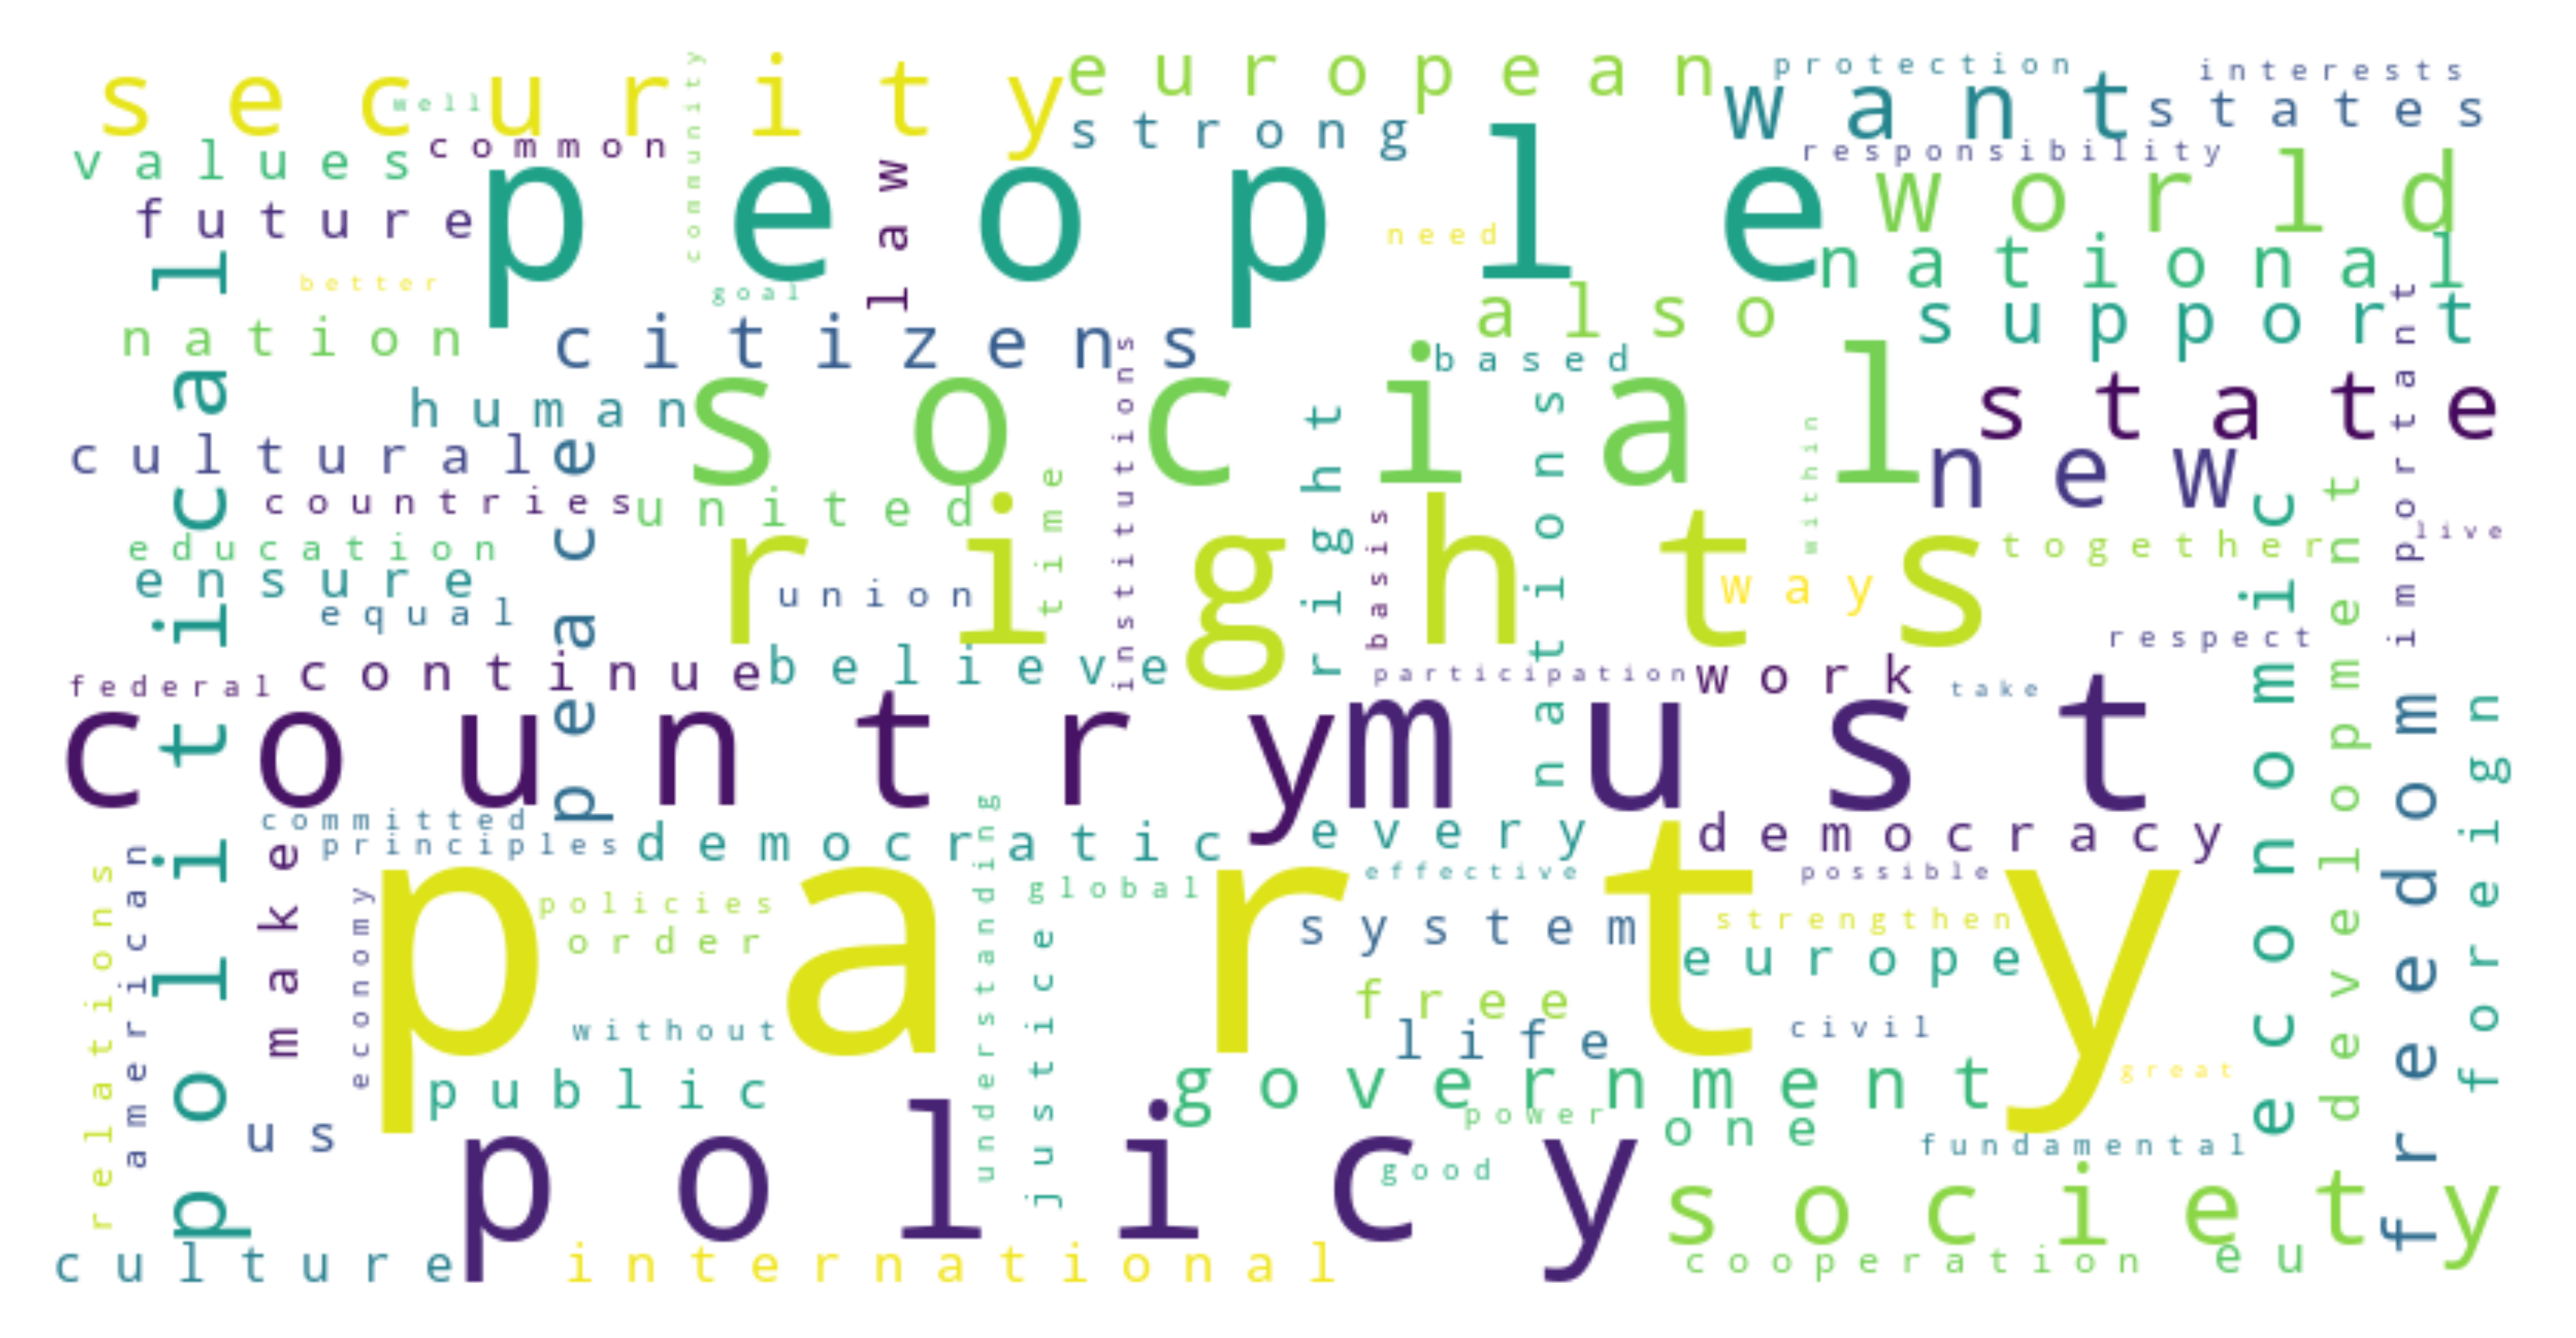 security
european
protection
interests
well
community
want
states
strong
values
common
law
responsibility
people
world
future
need
national
better
goal
political
also
support
important
nation
citizens
institutions
based
human
social
right
nations
within
state
cultural
peace
new
countries
united
time
basis
economic
development
live
education
rights
together
ensure
union
way
equal
respect
federal
continue
believe
participation
work
take
country
must
freedom
foreign
committed
principles
democratic
understanding
every
democracy
relations
american
make
economy
party
policies
global
effective
possible
order
justice
system
strengthen
europe
free
without
life
civil
public
government
great
us
power
one
policy
good
fundamental
society
culture
international
cooperation
eu